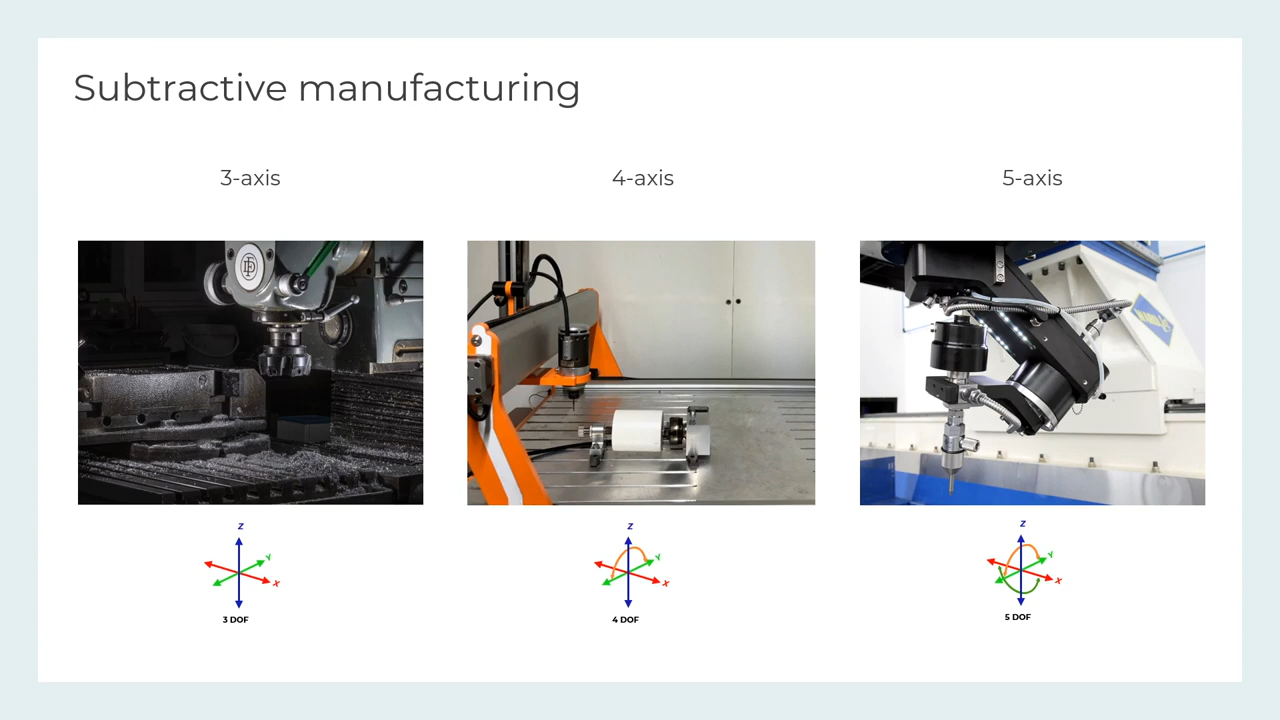 Subtractive manufacturing
3-axis
4-axis
5-axis
Z
Y
X
3 DOF
Z
Y
X
4 DOF
Z
Y
X
5 DOF